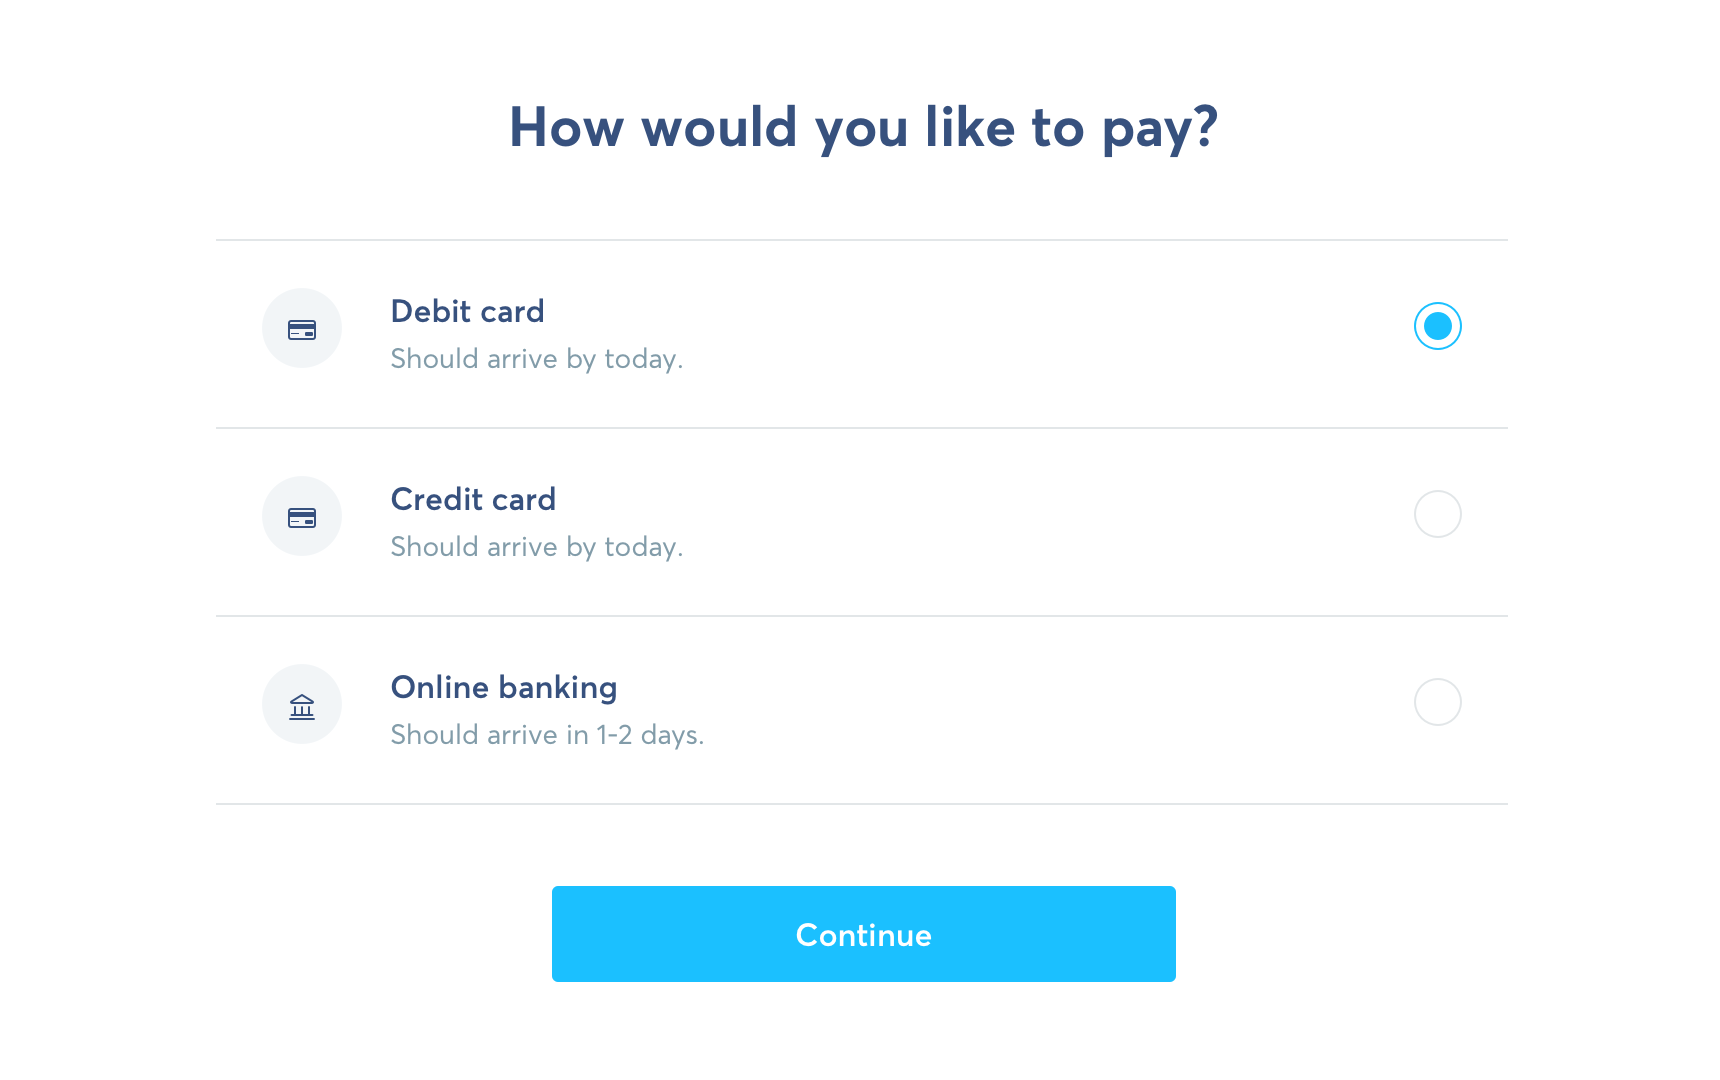 How would you like to pay?
Debit card
Should arrive by today.
Credit card
Should arrive by today.
Online banking
Should arrive in 1-2 days.
Continue